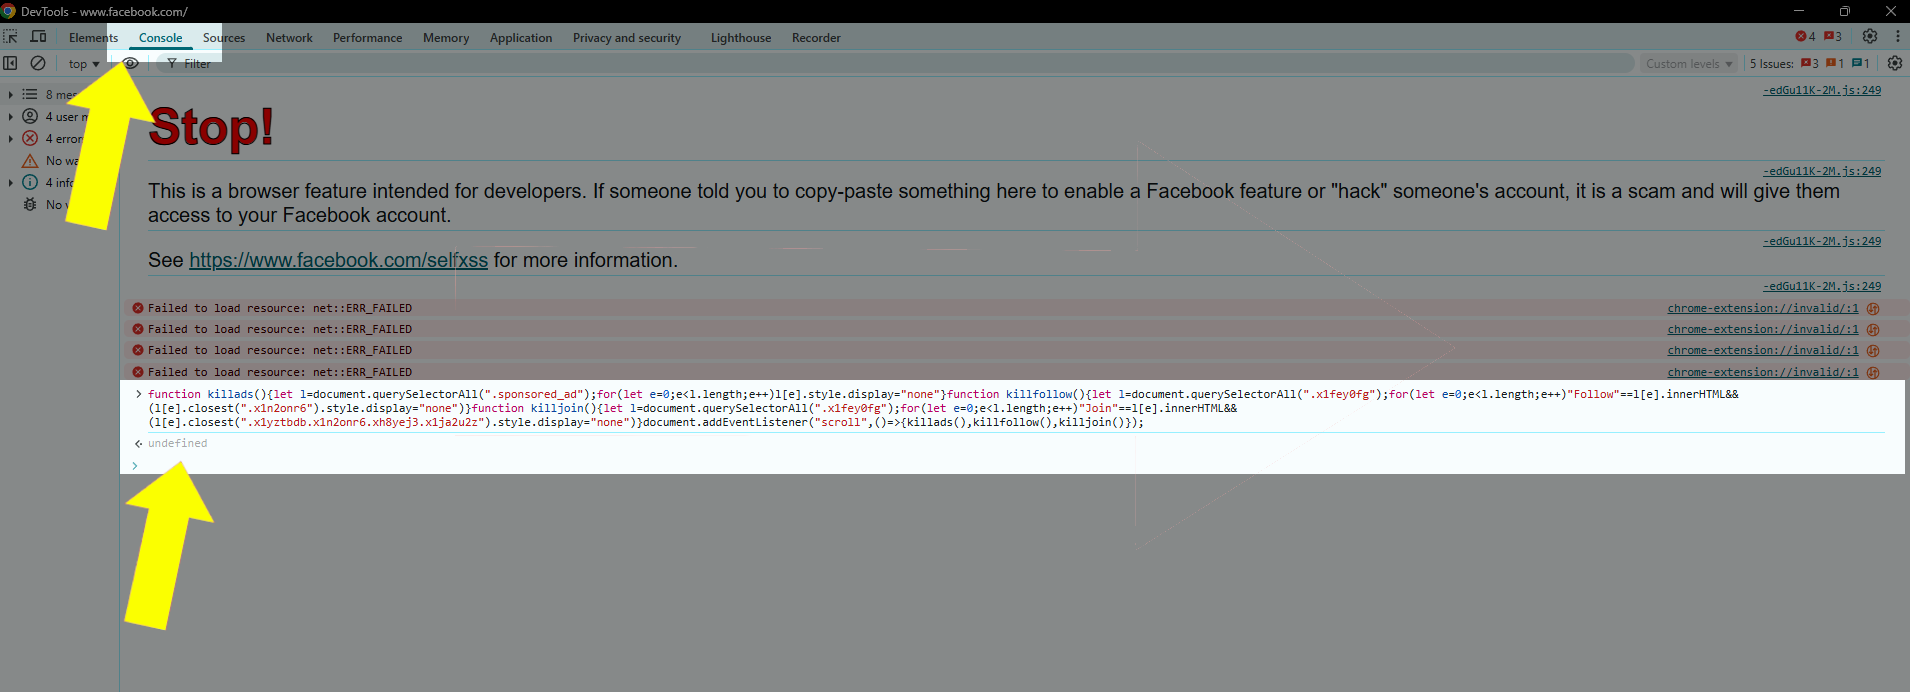 DevTools - www.facebook.com/
Elements Console Sources Network Performance Memory Application Privacy and security Lighthouse Recorder 4 3
top Filter Custom levels 5 Issues: 3 1 1
8
-edGu11K-2M.js:249
4 user
Stop!
4
No
-edGu11K-2M.js:249
4
This is a browser feature intended for developers. If someone told you to copy-paste something here to enable a Facebook feature or "hack" someone's account, it is a scam and will give them
No
access to your Facebook account.
-edGu11K-2M.js:249
See https://www.facebook.com/selfxss for more information.
-edGu11K-2M.js:249
Failed to load resource: net::ERR_FAILED chrome-extension://invalid/:1
Failed to load resource: net::ERR_FAILED chrome-extension://invalid/:1
Failed to load resource: net::ERR_FAILED chrome-extension://invalid/:1
Failed to load resource: net::ERR_FAILED chrome-extension://invalid/:1
> function killads(){let l=document.querySelectorAll(".sponsored_ad");for(let e=0;e<l.length;e++)l[e].style.display="none"}function killfollow(){let l=document.querySelectorAll(".x1fey0fg");for(let e=0;e<l.length;e++)"Follow"==l[e].innerHTML&&
(l[e].closest(".x1n2onr6").style.display="none")}function killjoin(){let l=document.querySelectorAll(".x1fey0fg");for(let e=0;e<l.length;e++)"Join"==l[e].innerHTML&&
(l[e].closest(".x1yztbdb.x1n2onr6.xh8yej3.x1ja2u2z").style.display="none")}document.addEventListener("scroll",()=>{killads(),killfollow(),killjoin()});
undefined
>